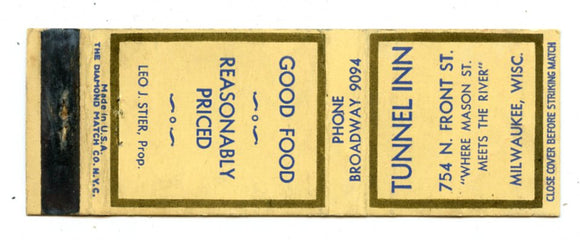 Made in U.S.A.
THE DIAMOND MATCH CO. N.Y.C.
GOOD FOOD
REASONABLY
PRICED
LEO J. STIER, Prop.
PHONE
BROADWAY 9094
TUNNEL INN
754 N. FRONT ST.
"WHERE MASON ST.
MEETS THE RIVER"
MILWAUKEE, WISC.
CLOSE COVER BEFORE STRIKING MATCH